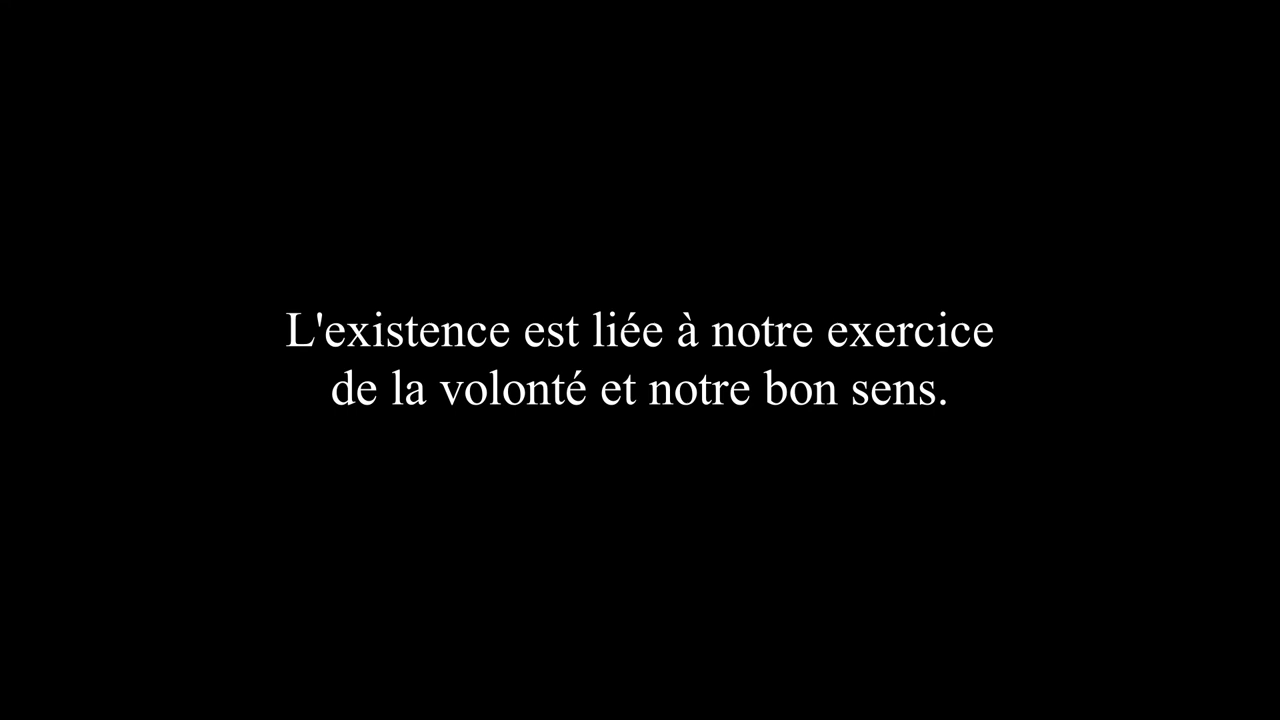 L'existence est liée à notre exercice
de la volonté et notre bon sens.